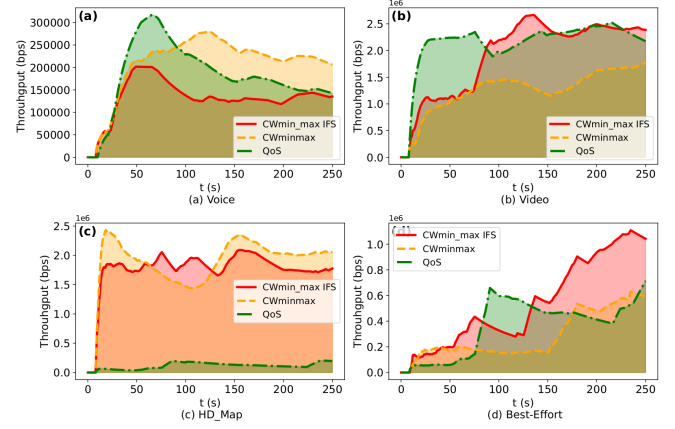 (a)
300000
250000
200000
150000
100000
50000
0
Throuhgput (bps)
CWmin_max IFS
CWminmax
QoS
0 50 100 150 200 250
t (s)
(a) Voice
1e6
(b)
2.5
2.0
1.5
1.0
0.5
0.0
Throuhgput (bps)
CWmin_max IFS
CWminmax
QoS
0 50 100 150 200 250
t (s)
(b) Video
1e6
(c)
2.5
2.0
1.5
1.0
0.5
0.0
Throuhgput (bps)
CWmin_max IFS
CWminmax
QoS
0 50 100 150 200 250
t (s)
(c) HD_Map
1e6
(d)
1.0
0.8
0.6
0.4
0.2
0.0
Throuhgput (bps)
CWmin_max IFS
CWminmax
QoS
0 50 100 150 200 250
t (s)
(d) Best-Effort